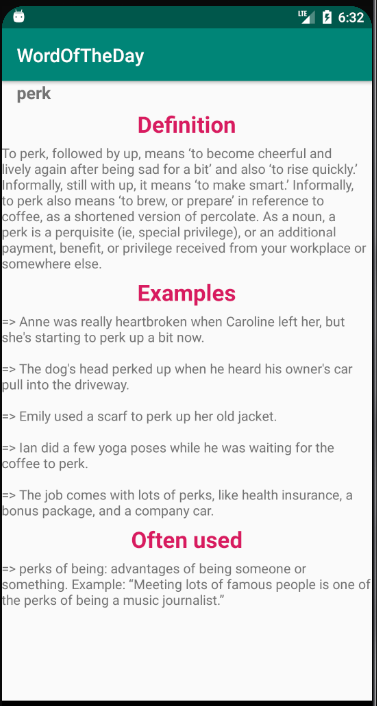 LTE 6:32
WordOfTheDay
perk
Definition
To perk, followed by up, means ‘to become cheerful and
lively again after being sad for a bit’ and also ‘to rise quickly.’
Informally, still with up, it means ‘to make smart.’ Informally,
to perk also means ‘to brew, or prepare’ in reference to
coffee, as a shortened version of percolate. As a noun, a
perk is a perquisite (ie, special privilege), or an additional
payment, benefit, or privilege received from your workplace or
somewhere else.
Examples
=> Anne was really heartbroken when Caroline left her, but
she's starting to perk up a bit now.
=> The dog's head perked up when he heard his owner's car
pull into the driveway.
=> Emily used a scarf to perk up her old jacket.
=> Ian did a few yoga poses while he was waiting for the
coffee to perk.
=> The job comes with lots of perks, like health insurance, a
bonus package, and a company car.
Often used
=> perks of being: advantages of being someone or
something. Example: “Meeting lots of famous people is one of
the perks of being a music journalist.”